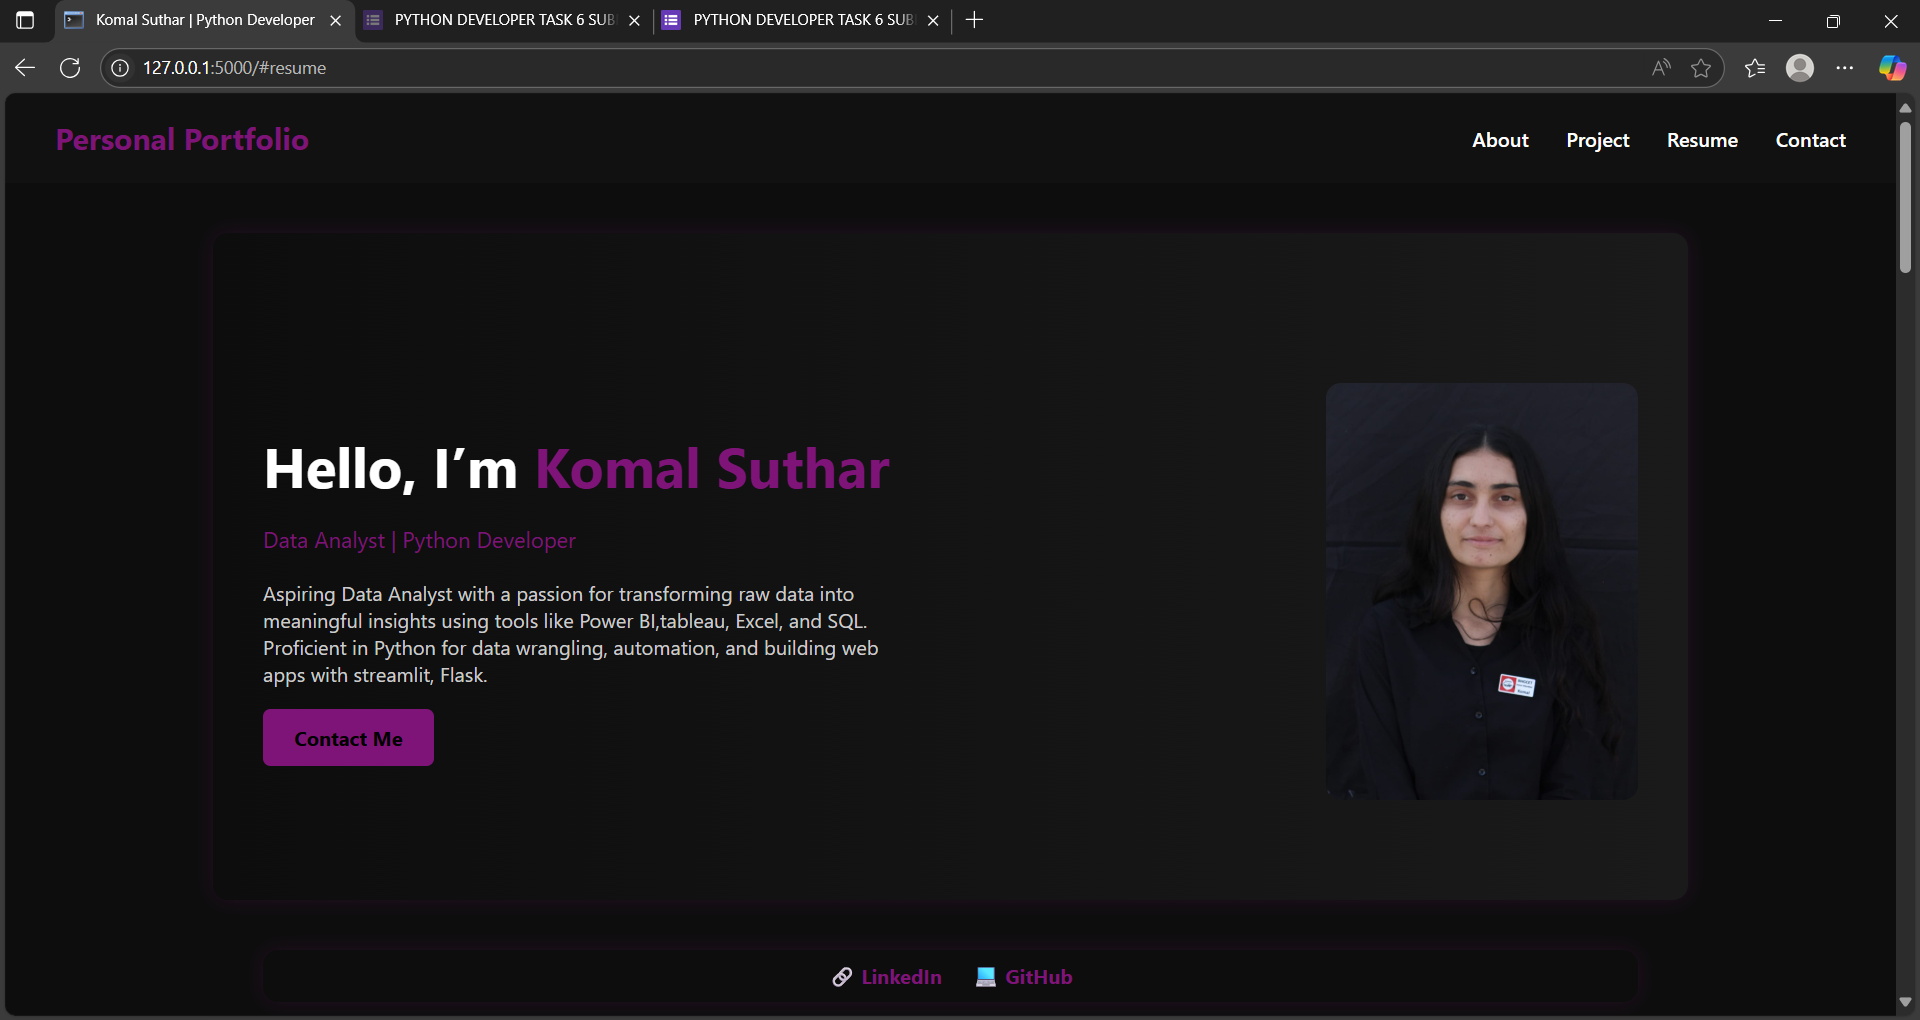 Komal Suthar | Python Developer
PYTHON DEVELOPER TASK 6 SUB
PYTHON DEVELOPER TASK 6 SUB
127.0.0.1:5000/#resume
Personal Portfolio
About
Project
Resume
Contact
Hello, I’m Komal Suthar
Data Analyst | Python Developer
Aspiring Data Analyst with a passion for transforming raw data into
meaningful insights using tools like Power BI,tableau, Excel, and SQL.
Proficient in Python for data wrangling, automation, and building web
apps with streamlit, Flask.
Contact Me
LinkedIn
GitHub